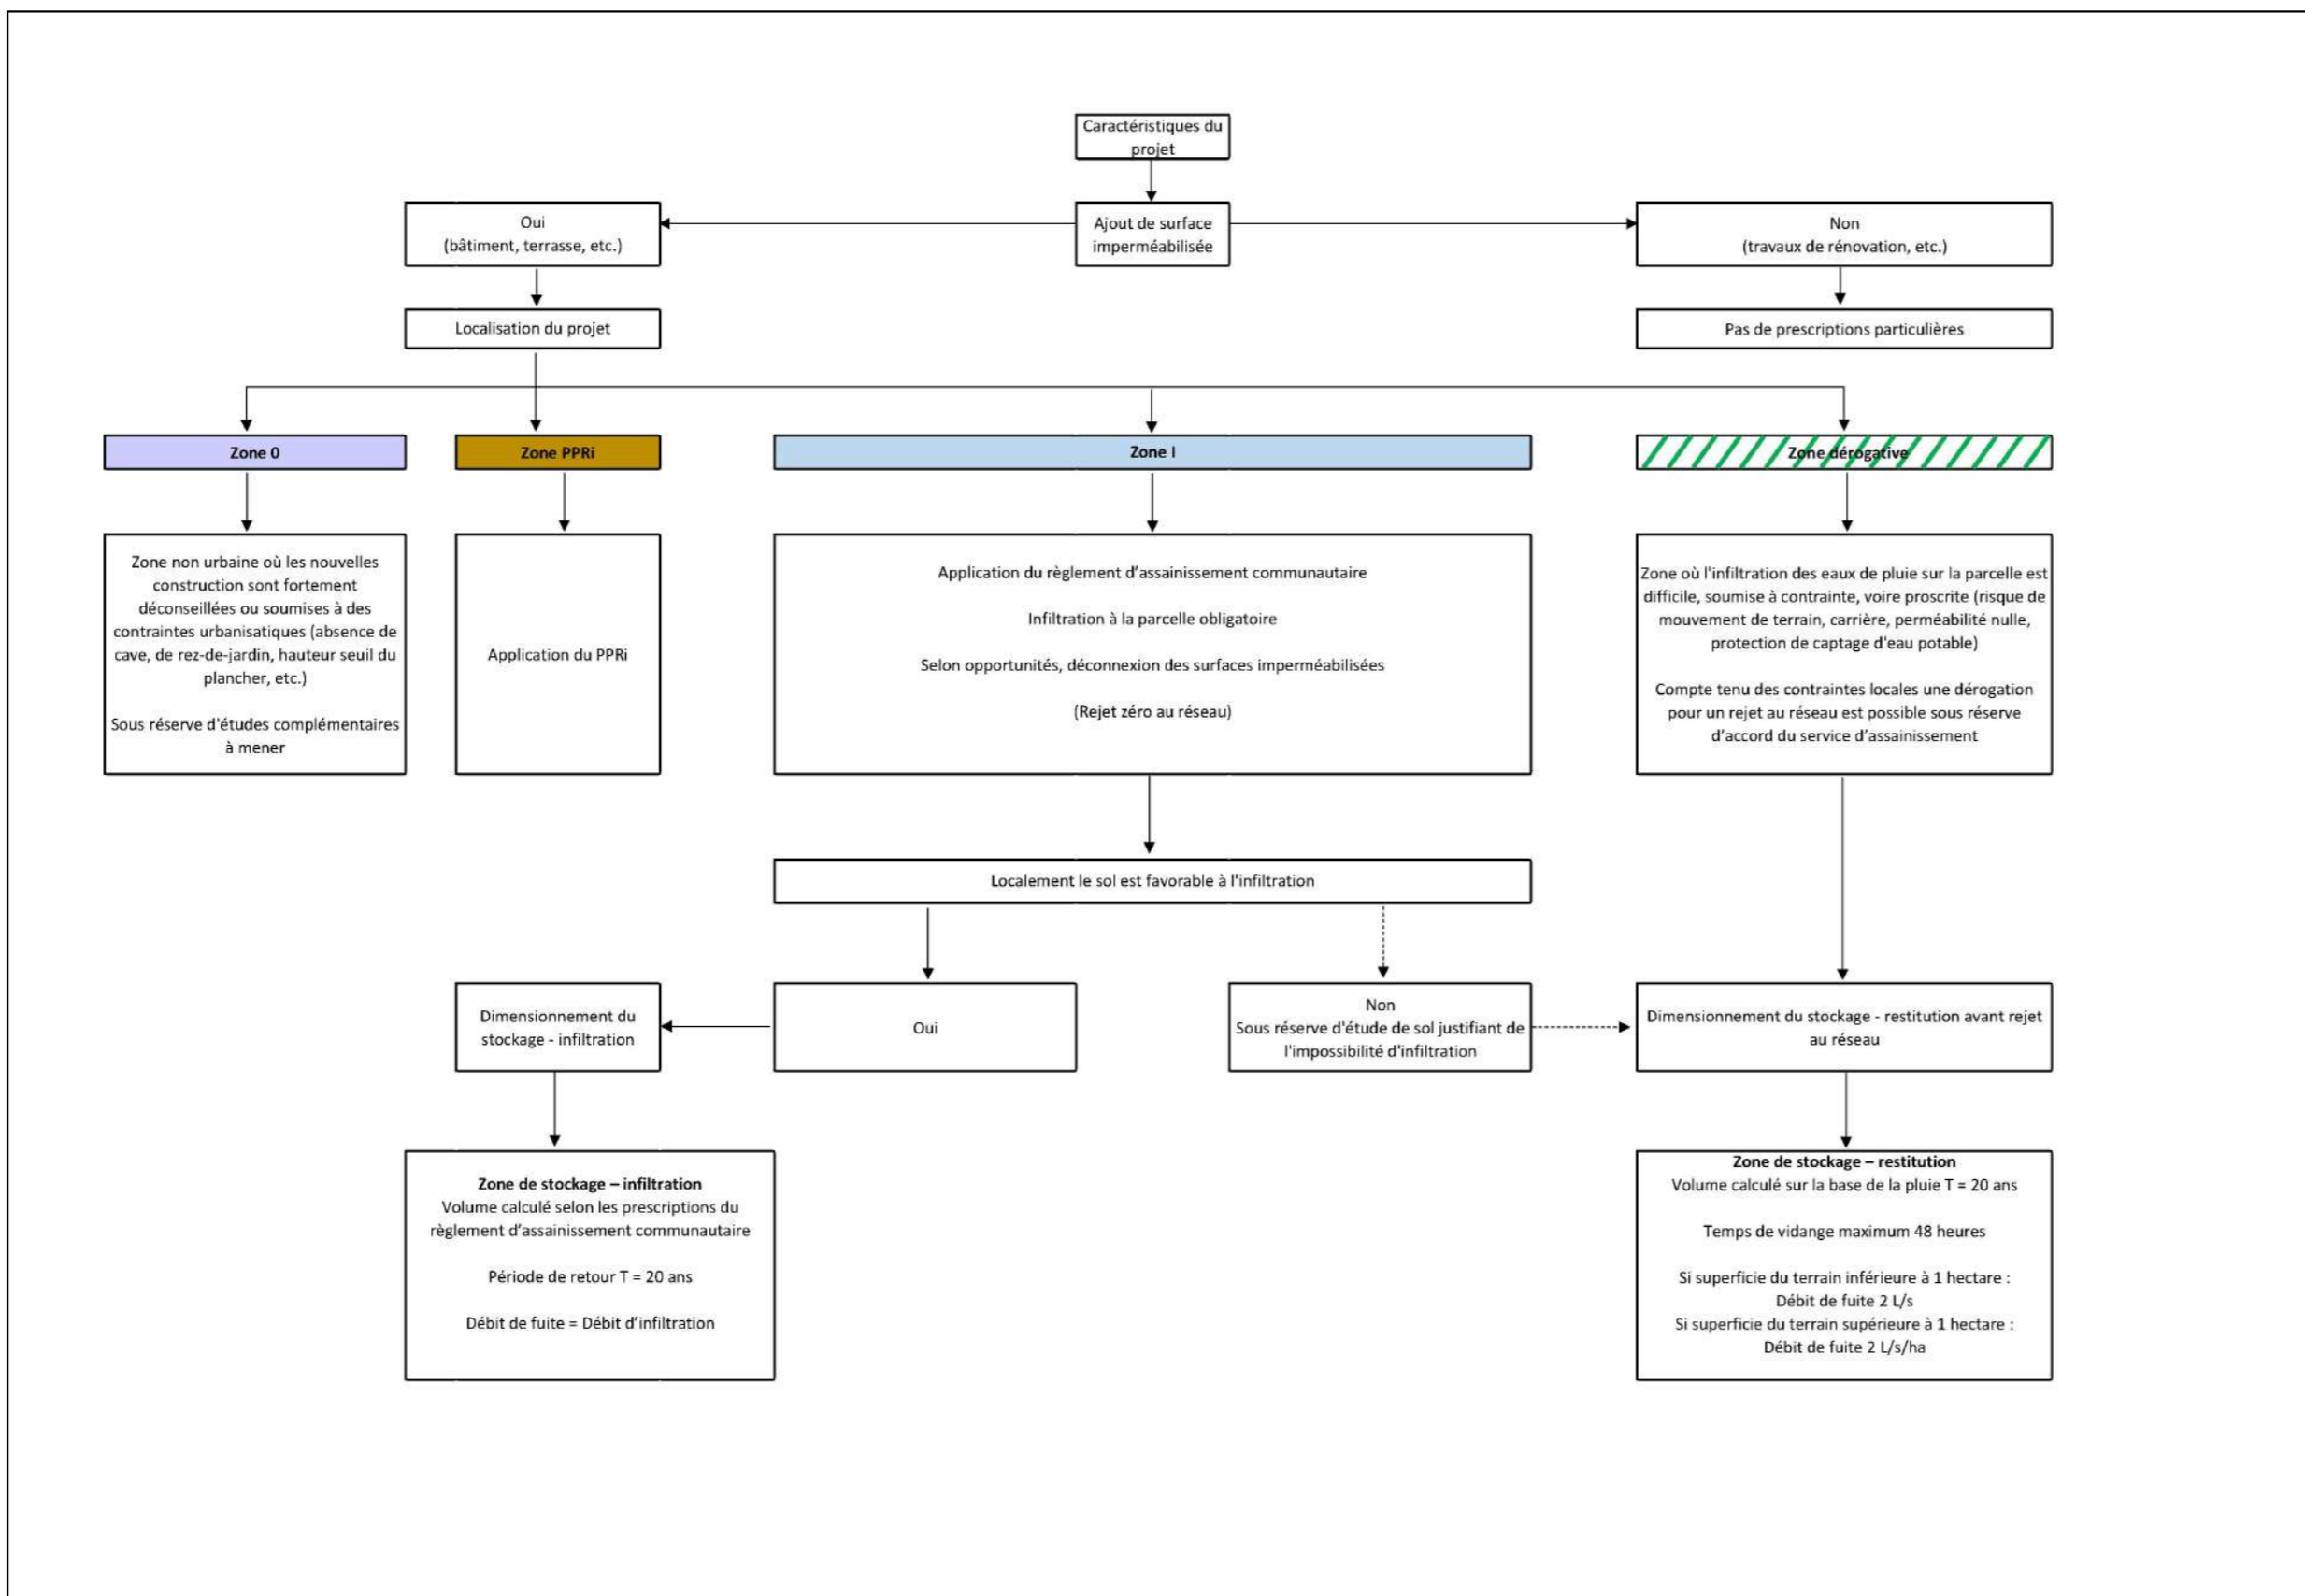 Caractéristiques du
projet
Oui
(bâtiment, terrasse, etc.)
Ajout de surface
imperméabilisée
Non
(travaux de rénovation, etc.)
Localisation du projet
Pas de prescriptions particulières
Zone 0
Zone PPRi
Zone I
Zone dérogative
Zone non urbaine où les nouvelles
construction sont fortement
déconseillées ou soumises à des
contraintes urbanisatiques (absence de
cave, de rez-de-jardin, hauteur seuil du
plancher, etc.)
Sous réserve d'études complémentaires
à mener
Application du PPRi
Application du règlement d’assainissement communautaire
Infiltration à la parcelle obligatoire
Selon opportunités, déconnexion des surfaces imperméabilisées
(Rejet zéro au réseau)
Zone où l'infiltration des eaux de pluie sur la parcelle est
difficile, soumise à contrainte, voire proscrite (risque de
mouvement de terrain, carrière, perméabilité nulle,
protection de captage d'eau potable)
Compte tenu des contraintes locales une dérogation
pour un rejet au réseau est possible sous réserve
d’accord du service d’assainissement
Localement le sol est favorable à l'infiltration
Dimensionnement du
stockage - infiltration
Oui
Non
Sous réserve d'étude de sol justifiant de
l'impossibilité d'infiltration
Dimensionnement du stockage - restitution avant rejet
au réseau
Zone de stockage – infiltration
Volume calculé selon les prescriptions du
règlement d’assainissement communautaire
Période de retour T = 20 ans
Débit de fuite = Débit d’infiltration
Zone de stockage – restitution
Volume calculé sur la base de la pluie T = 20 ans
Temps de vidange maximum 48 heures
Si superficie du terrain inférieure à 1 hectare :
Débit de fuite 2 L/s
Si superficie du terrain supérieure à 1 hectare :
Débit de fuite 2 L/s/ha